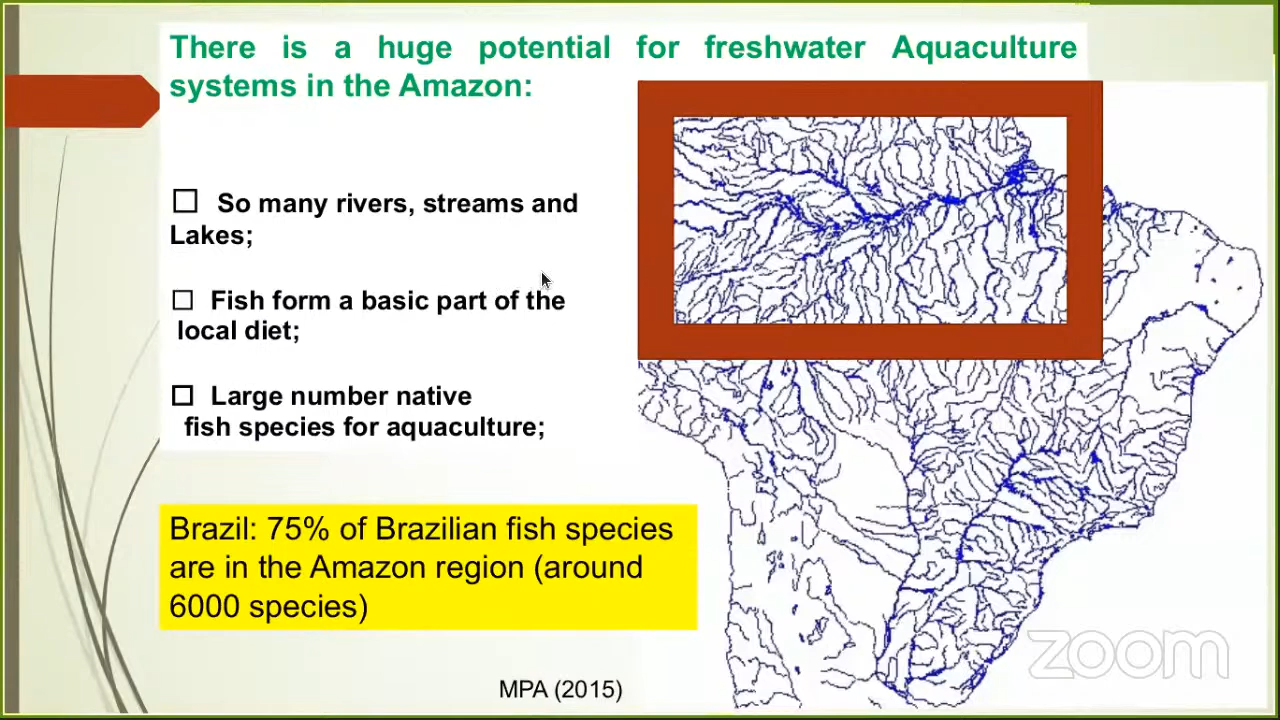 There is a huge potential for freshwater Aquaculture
systems in the Amazon:
☐ So many rivers, streams and
Lakes;
☐ Fish form a basic part of the
local diet;
☐ Large number native
fish species for aquaculture;
Brazil: 75% of Brazilian fish species
are in the Amazon region (around
6000 species)
MPA (2015)
zoom